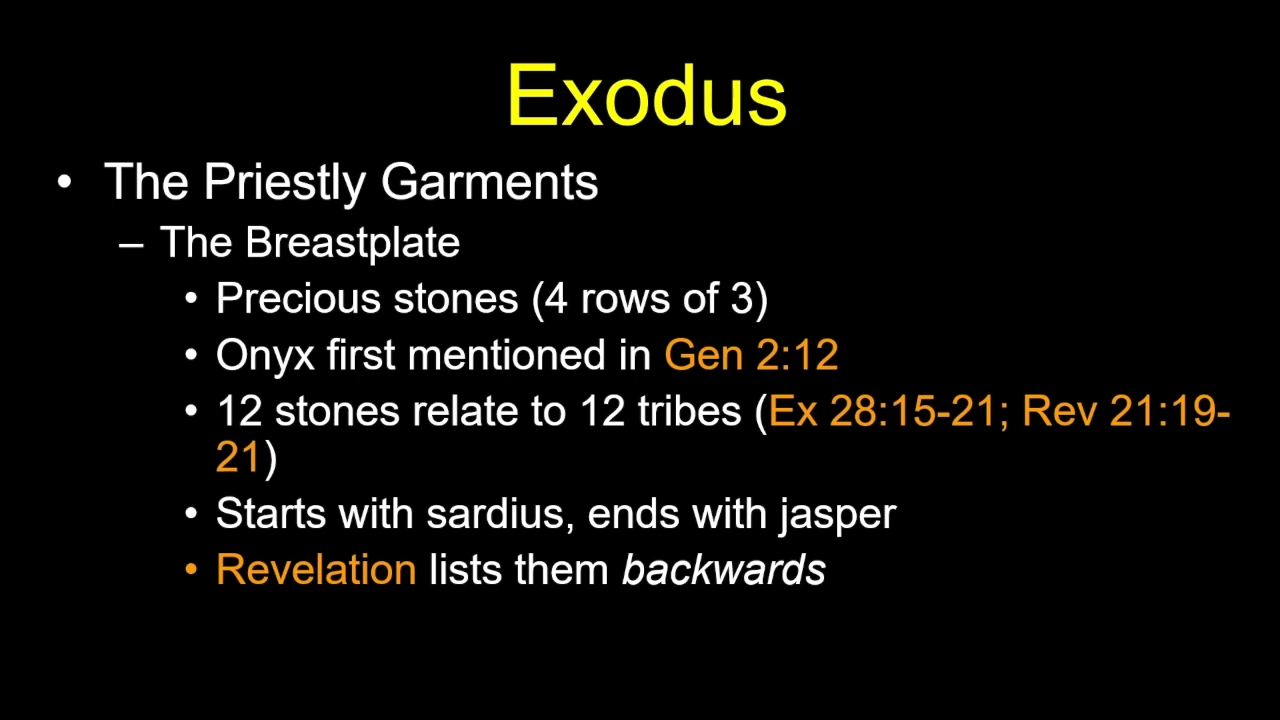 Exodus
• The Priestly Garments
– The Breastplate
• Precious stones (4 rows of 3)
• Onyx first mentioned in Gen 2:12
• 12 stones relate to 12 tribes (Ex 28:15-21; Rev 21:19-
21)
• Starts with sardius, ends with jasper
• Revelation lists them backwards